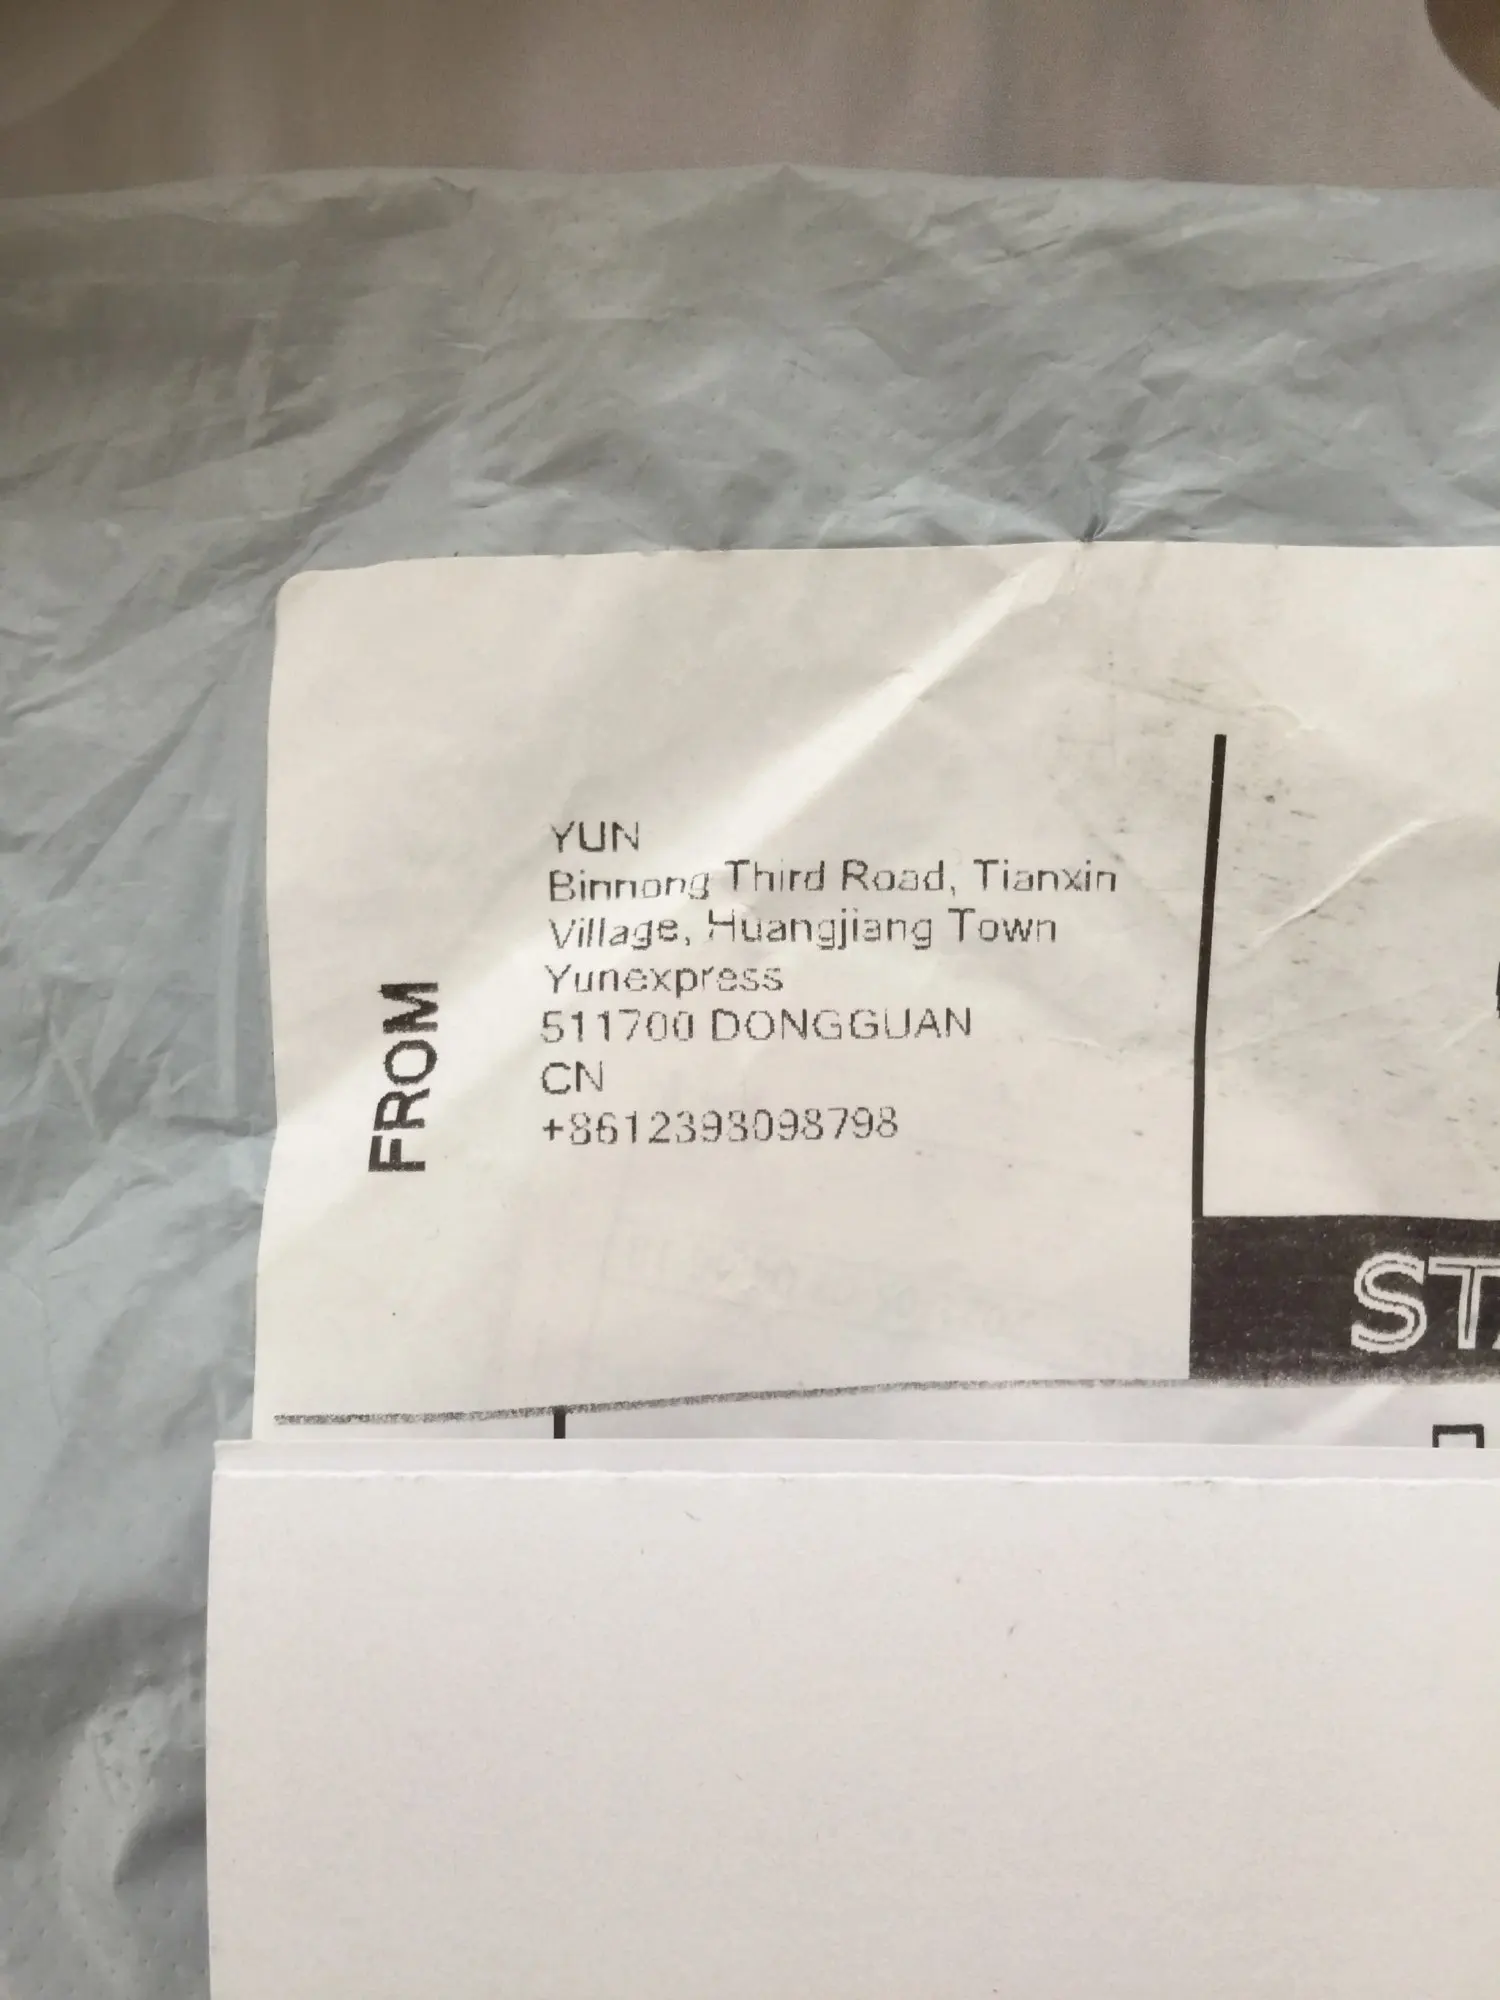 FROM
YUN
Binnong Third Road, Tianxin
Village, Huangjiang Town
Yunexpress
511700 DONGGUAN
CN
+8612398098798